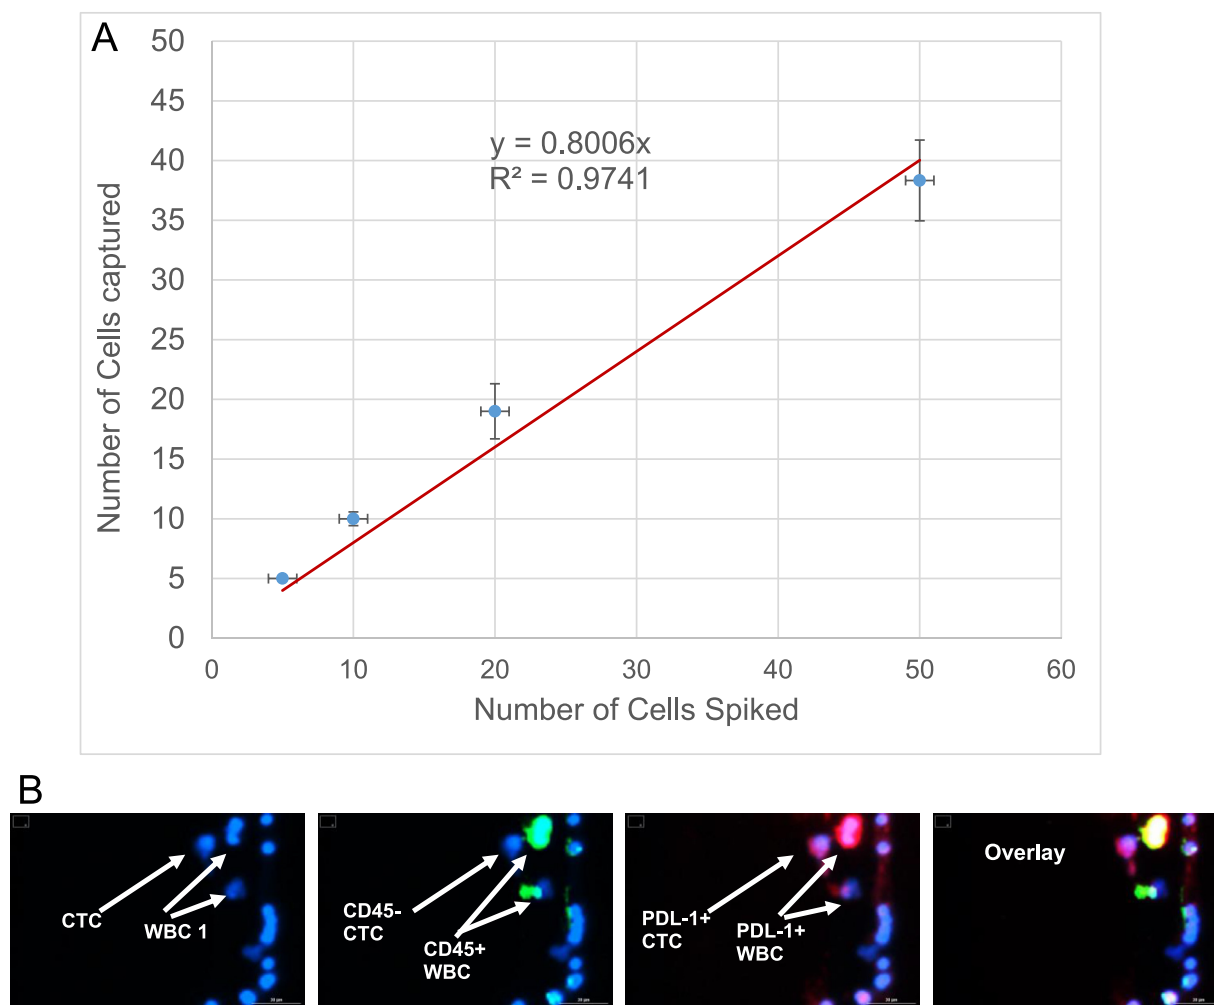 A
50
45
40
35
30
25
20
15
10
5
0
Number of Cells captured
y = 0.8006x
R² = 0.9741
0 10 20 30 40 50 60
Number of Cells Spiked
B
CTC
WBC 1
CD45-
CTC
CD45+
WBC
PDL-1+
CTC
PDL-1+
WBC
Overlay